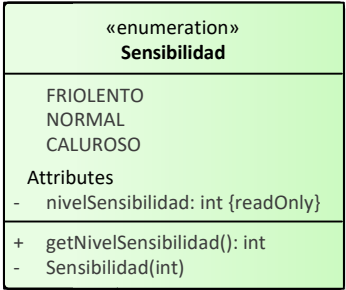 «enumeration»
Sensibilidad
FRIOLENTO
NORMAL
CALUROSO
Attributes
- nivelSensibilidad: int {readOnly}
+ getNivelSensibilidad(): int
- Sensibilidad(int)